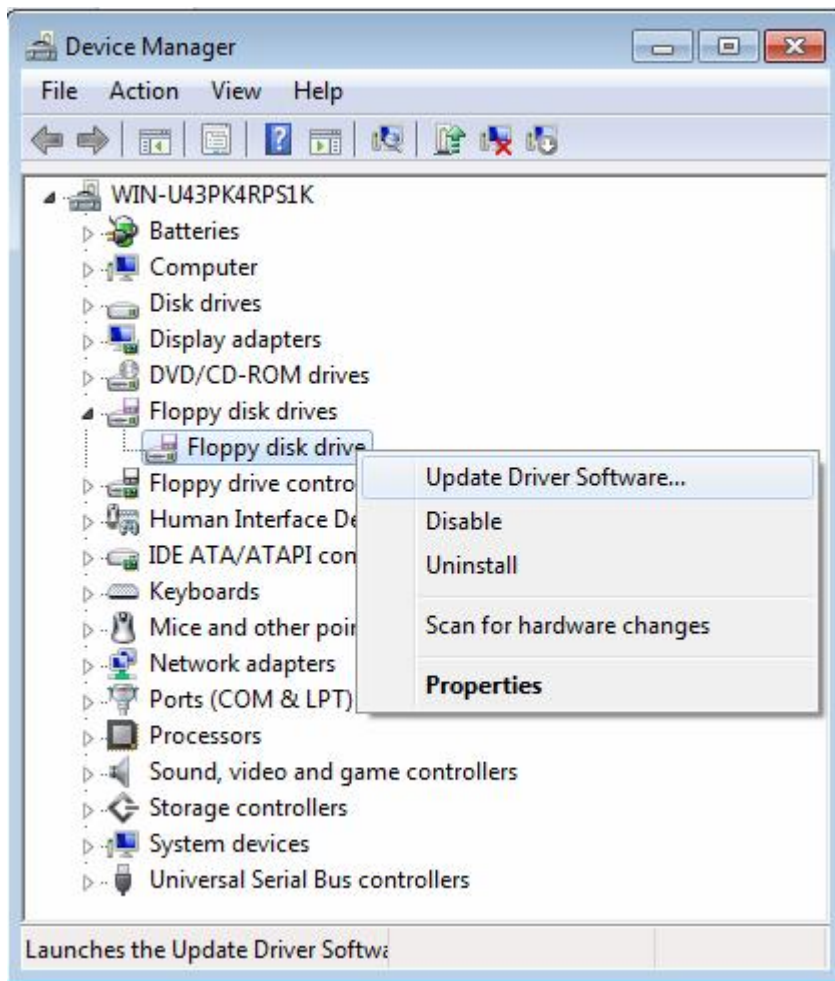 Device Manager
File Action View Help
WIN-U43PK4RPS1K
Batteries
Computer
Disk drives
Display adapters
DVD/CD-ROM drives
Floppy disk drives
Floppy disk drive
Floppy drive contro
Human Interface De
IDE ATA/ATAPI con
Keyboards
Mice and other poin
Network adapters
Ports (COM & LPT)
Processors
Sound, video and game controllers
Storage controllers
System devices
Universal Serial Bus controllers
Update Driver Software...
Disable
Uninstall
Scan for hardware changes
Properties
Launches the Update Driver Softwa